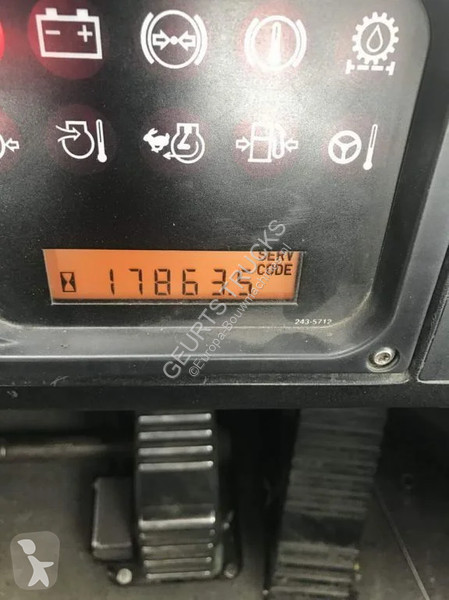 SERV
CODE
17863.5
243-5712
GEURTS TRUCKS